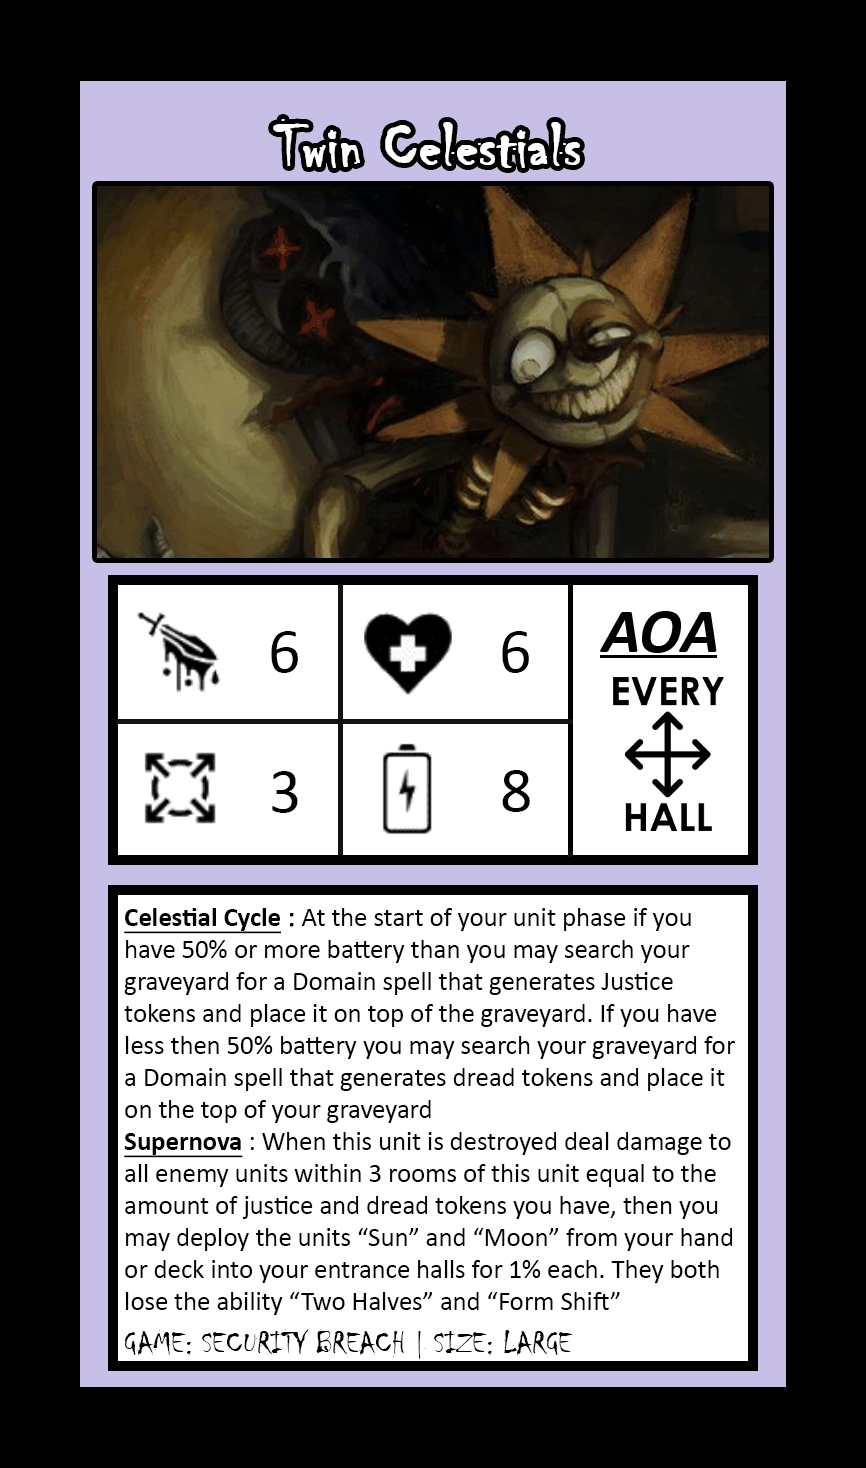 Twin Celestials
6
6
AOA
EVERY
HALL
3
8
Celestial Cycle : At the start of your unit phase if you
have 50% or more battery than you may search your
graveyard for a Domain spell that generates Justice
tokens and place it on top of the graveyard. If you have
less then 50% battery you may search your graveyard for
a Domain spell that generates dread tokens and place it
on the top of your graveyard
Supernova : When this unit is destroyed deal damage to
all enemy units within 3 rooms of this unit equal to the
amount of justice and dread tokens you have, then you
may deploy the units “Sun” and “Moon” from your hand
or deck into your entrance halls for 1% each. They both
lose the ability “Two Halves” and “Form Shift”
GAME: SECURITY BREACH | SIZE: LARGE